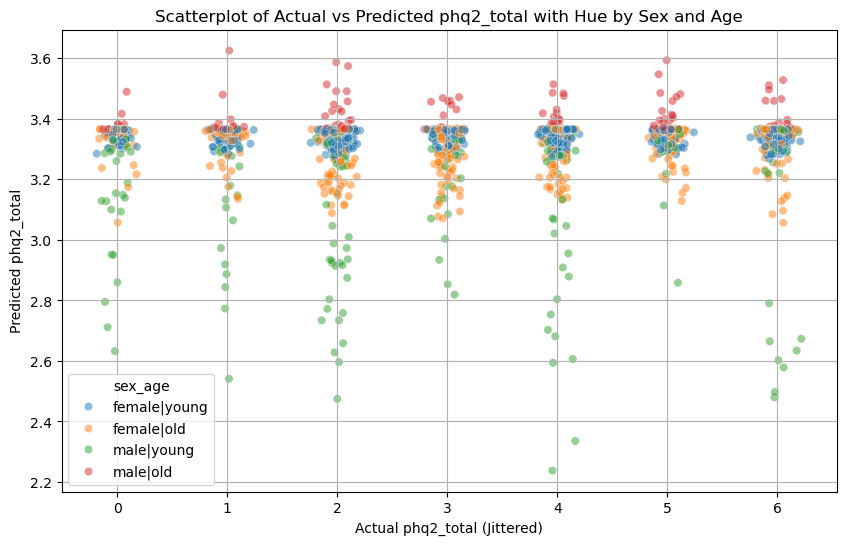 Scatterplot of Actual vs Predicted phq2_total with Hue by Sex and Age
Predicted phq2_total
3.6
3.4
3.2
3.0
2.8
2.6
2.4
2.2
sex_age
female|young
female|old
male|young
male|old
0 1 2 3 4 5 6
Actual phq2_total (Jittered)